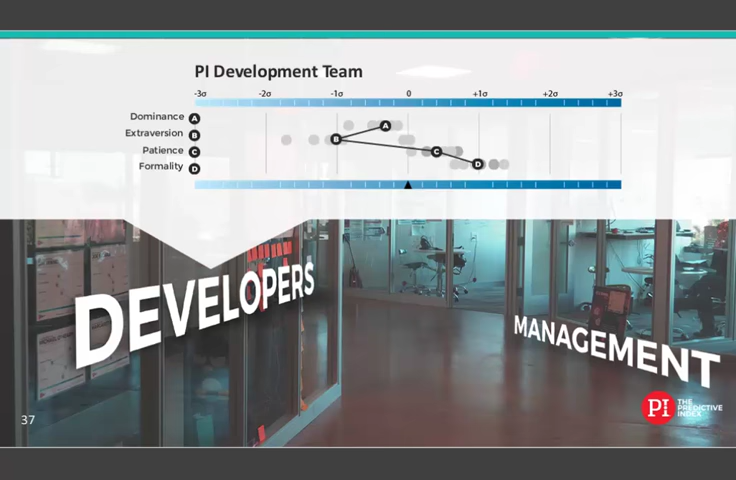 PI Development Team
-3σ -2σ -1σ 0 +1σ +2σ +3σ
Dominance A
Extraversion B
Patience C
Formality D
A
B
C
D
DEVELOPERS
MANAGEMENT
PI THE
PREDICTIVE
INDEX
37